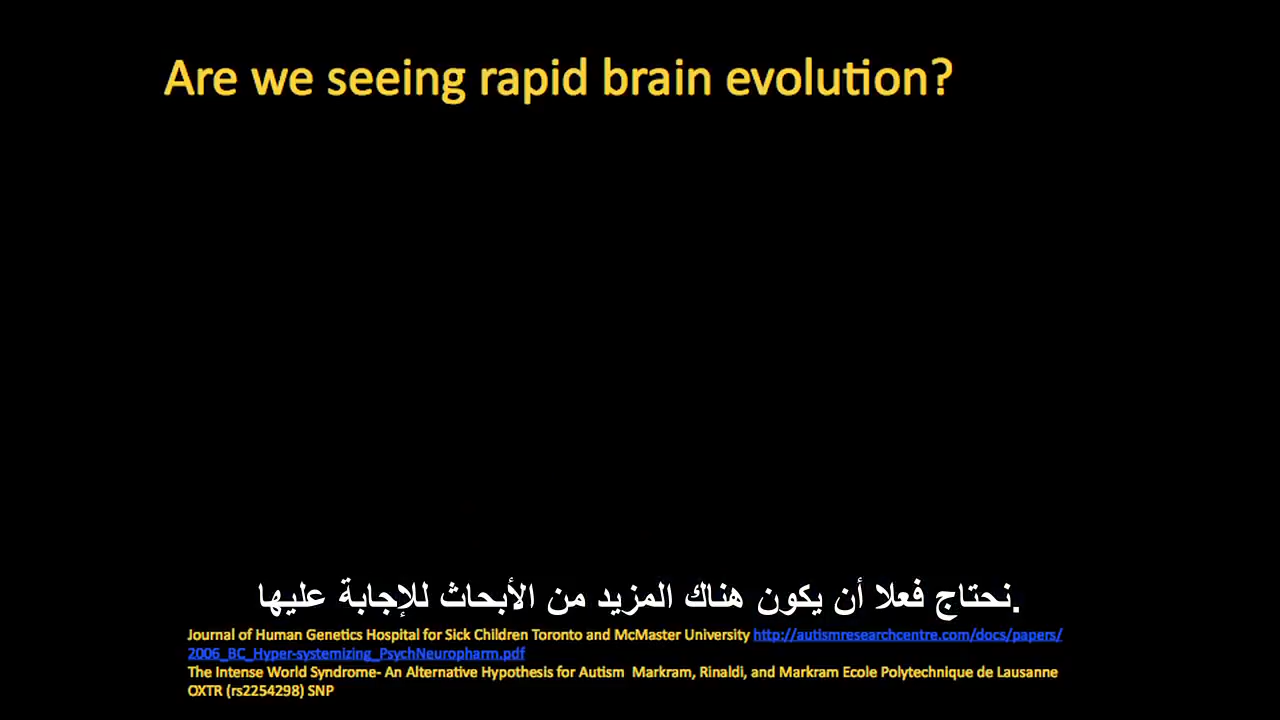 Are we seeing rapid brain evolution?
نحتاج فعلا أن يكون هناك المزيد من الأبحاث للإجابة عليها.
Journal of Human Genetics Hospital for Sick Children Toronto and McMaster University http://autismresearchcentre.com/docs/papers/
2006_BC_Hyper-systemizing_PsychNeuropharm.pdf
The Intense World Syndrome- An Alternative Hypothesis for Autism Markram, Rinaldi, and Markram Ecole Polytechnique de Lausanne
OXTR (rs2254298) SNP